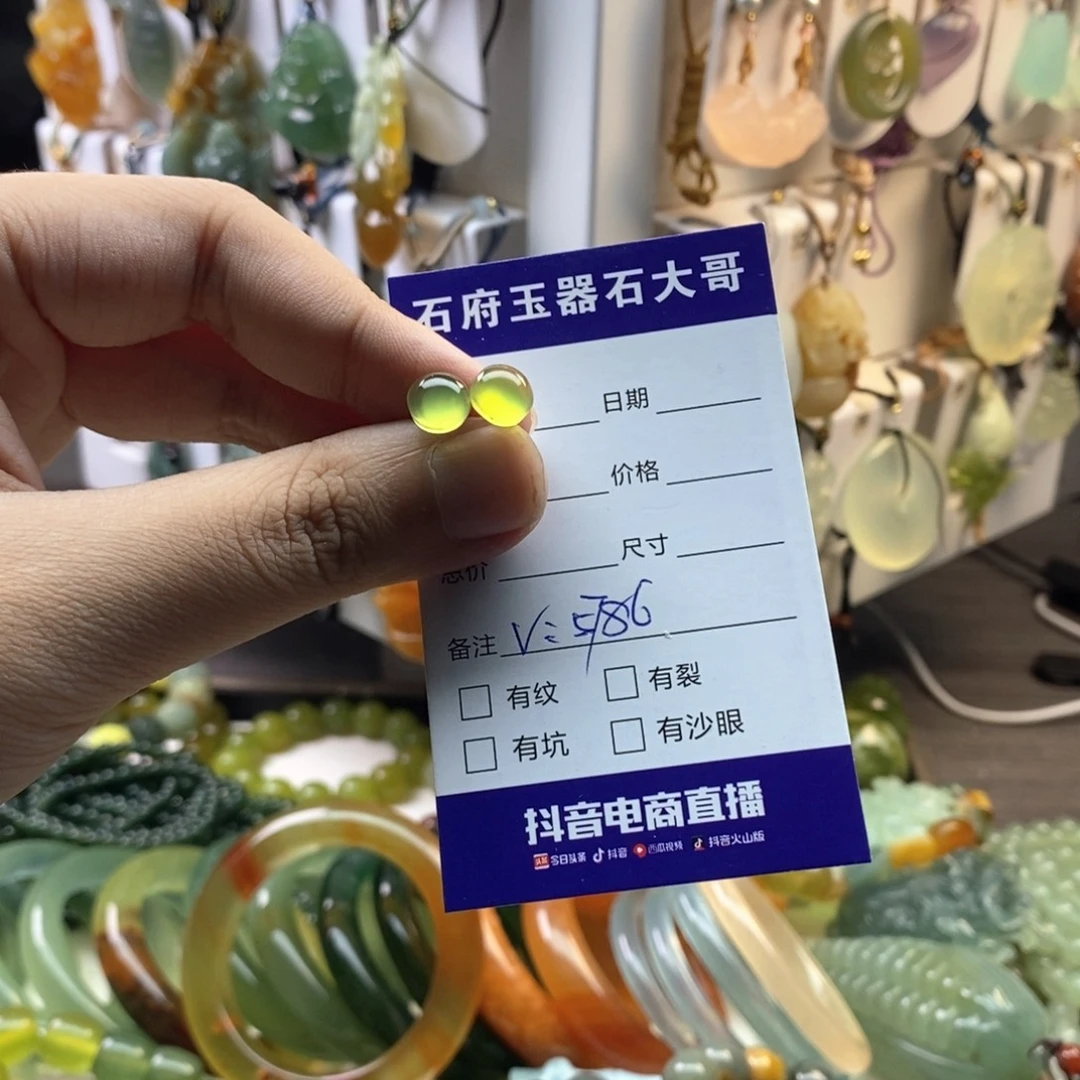 石府玉器石大哥
日期
价格
总价 尺寸
备注 V:5786
有纹 有裂
有坑 有沙眼
抖音电商直播
今日头条 抖音 西瓜视频 抖音火山版